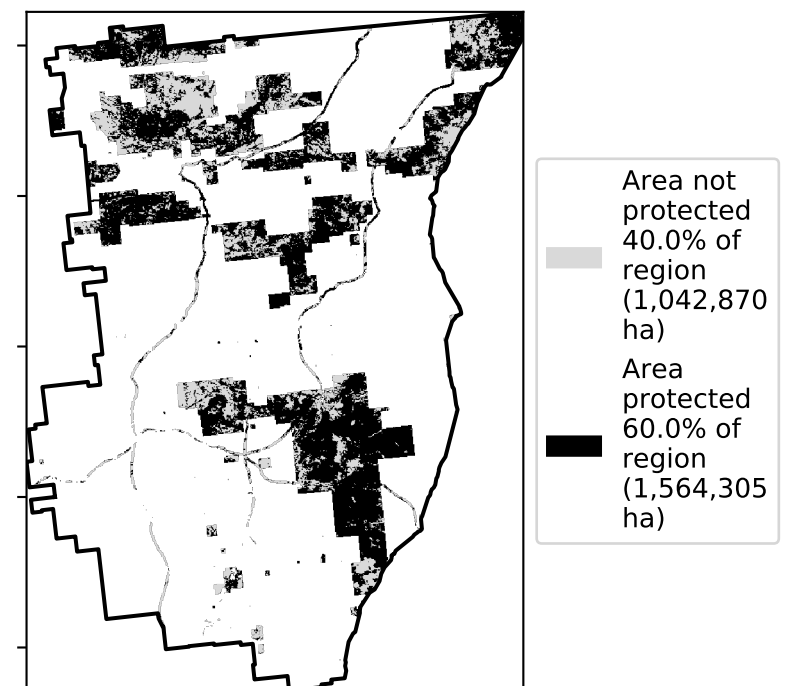 Area not
protected
40.0% of
region
(1,042,870
ha)
Area
protected
60.0% of
region
(1,564,305
ha)